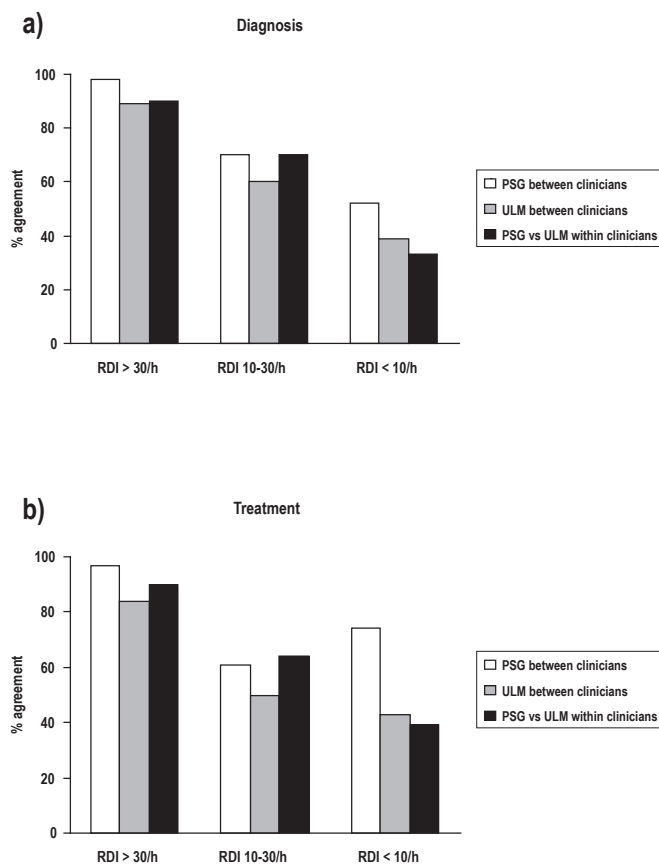 a)
Diagnosis
100
80
60
40
20
0
% agreement
RDI > 30/h
RDI 10-30/h
RDI < 10/h
PSG between clinicians
ULM between clinicians
PSG vs ULM within clinicians
b)
Treatment
100
80
60
40
20
0
% agreement
RDI > 30/h
RDI 10-30/h
RDI < 10/h
PSG between clinicians
ULM between clinicians
PSG vs ULM within clinicians